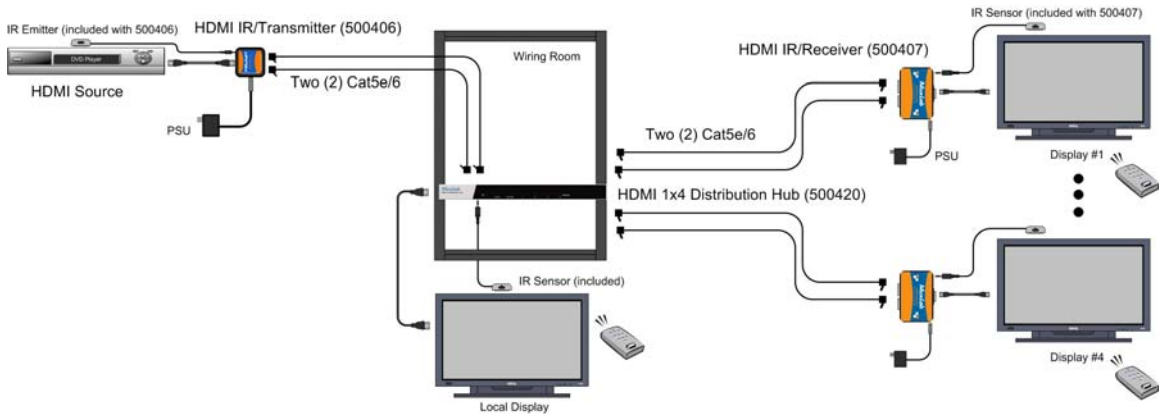 IR Emitter (included with 500406)
HDMI IR/Transmitter (500406)
DVD Player
HDMI Source
Two (2) Cat5e/6
PSU
Wiring Room
HDMI IR/Receiver (500407)
IR Sensor (included with 500407)
Two (2) Cat5e/6
PSU
Display #1
HDMI 1x4 Distribution Hub (500420)
IR Sensor (included)
Local Display
Display #4